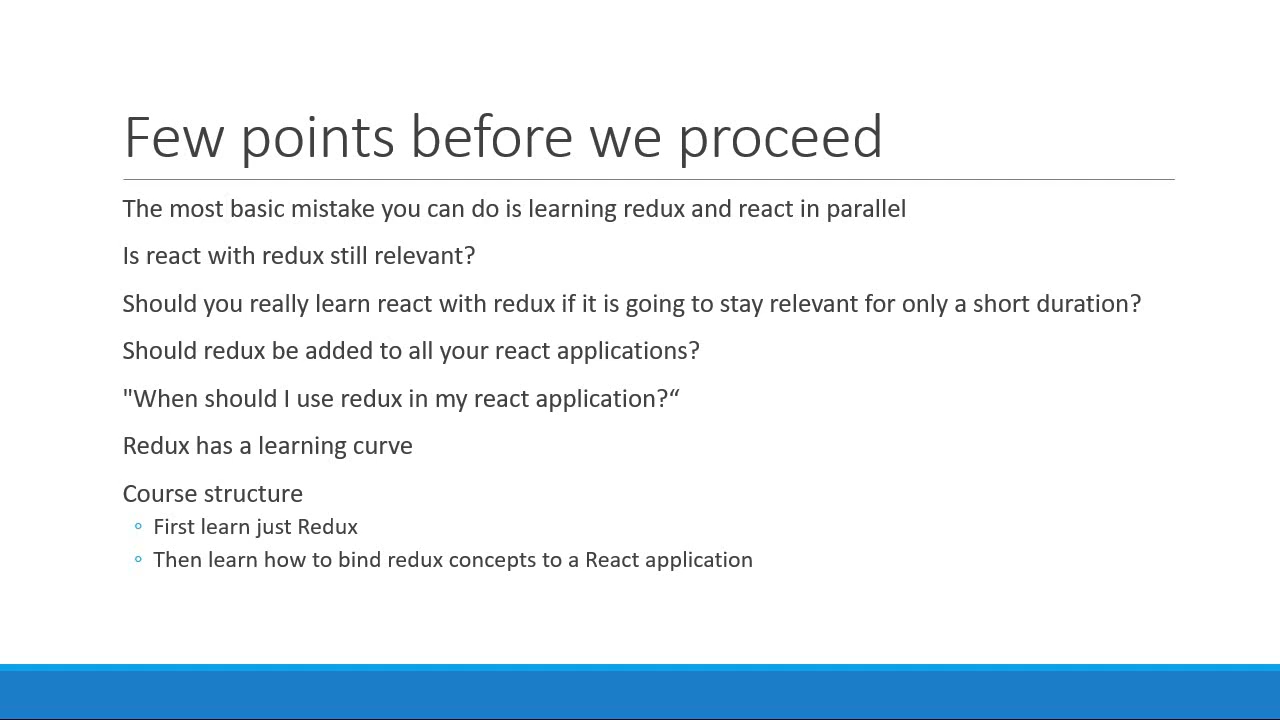 Few points before we proceed
The most basic mistake you can do is learning redux and react in parallel
Is react with redux still relevant?
Should you really learn react with redux if it is going to stay relevant for only a short duration?
Should redux be added to all your react applications?
"When should I use redux in my react application?“
Redux has a learning curve
Course structure
◦ First learn just Redux
◦ Then learn how to bind redux concepts to a React application